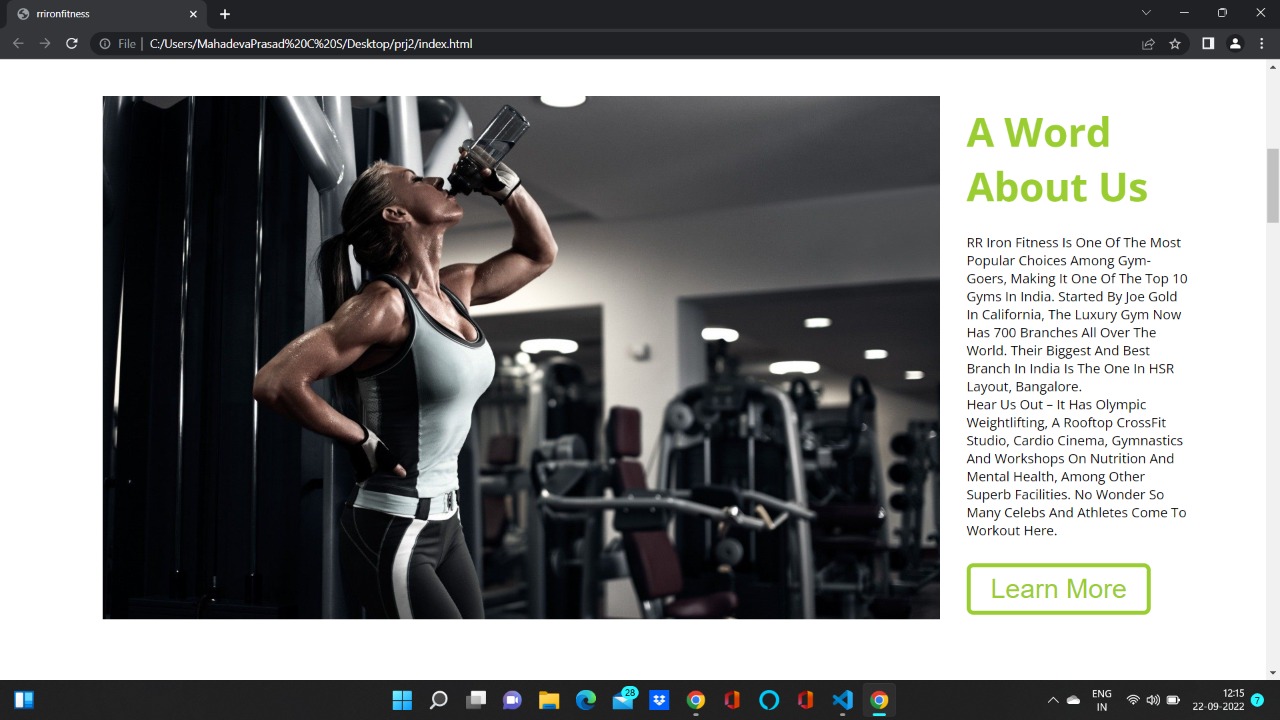 rrironfitness
File
C:/Users/MahadevaPrasad%20C%20S/Desktop/prj2/index.html
A Word
About Us
RR Iron Fitness Is One Of The Most
Popular Choices Among Gym-
Goers, Making It One Of The Top 10
Gyms In India. Started By Joe Gold
In California, The Luxury Gym Now
Has 700 Branches All Over The
World. Their Biggest And Best
Branch In India Is The One In HSR
Layout, Bangalore.
Hear Us Out – It Has Olympic
Weightlifting, A Rooftop CrossFit
Studio, Cardio Cinema, Gymnastics
And Workshops On Nutrition And
Mental Health, Among Other
Superb Facilities. No Wonder So
Many Celebs And Athletes Come To
Workout Here.
Learn More
28
ENG
IN
12:15
22-09-2022
7